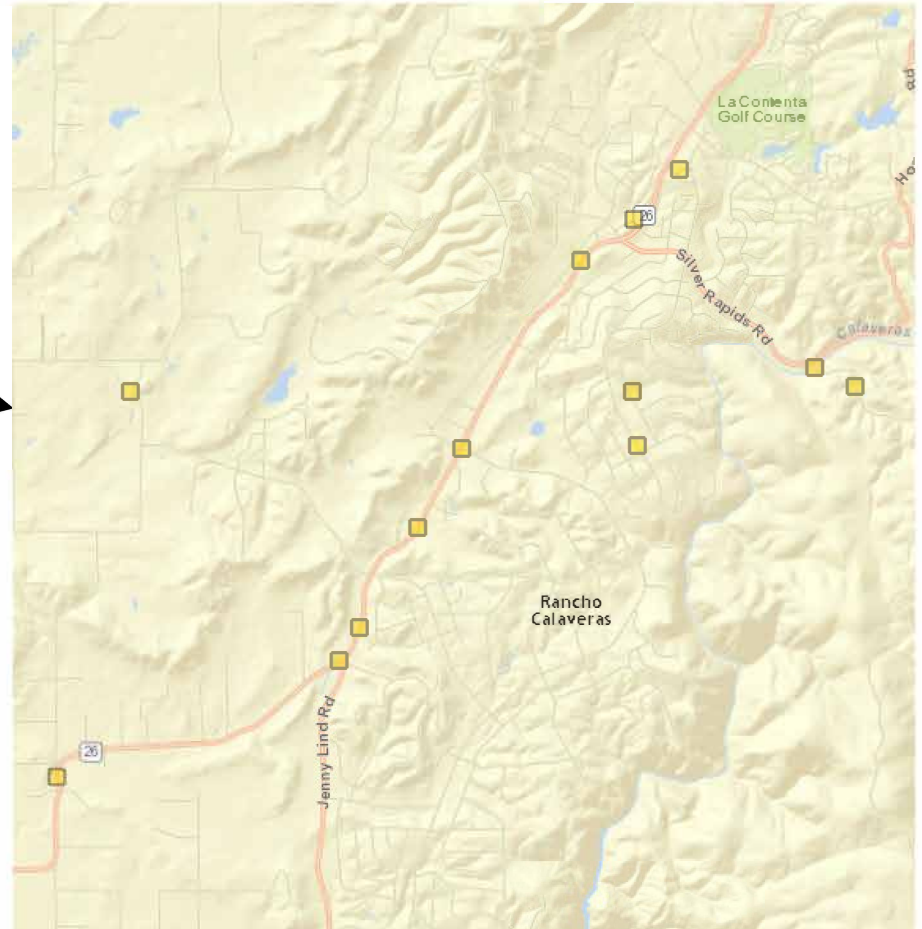 La Contenta
Golf Course
26
Silver Rapids Rd
Calaveras
Rancho
Calaveras
Jenny Lind Rd
26